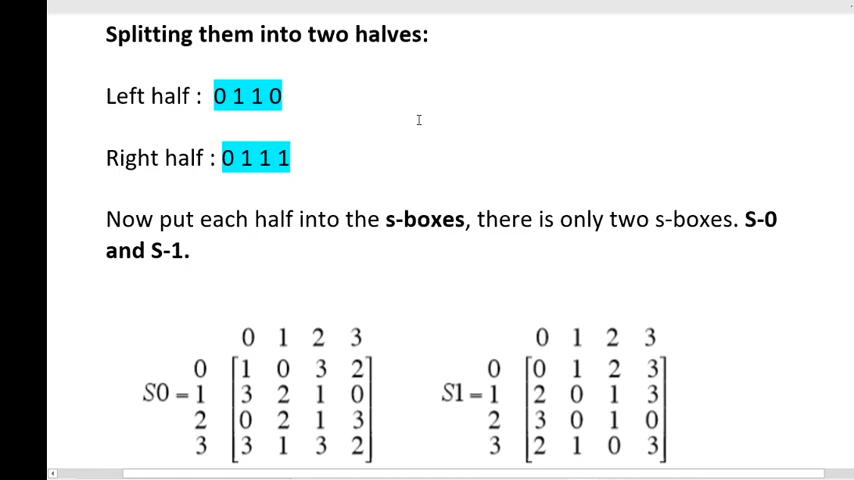 Splitting them into two halves:
Left half : 0 1 1 0
Right half : 0 1 1 1
Now put each half into the s-boxes, there is only two s-boxes. S-0
and S-1.
0 1 2 3 0 1 2 3
0 1 0 3 2 0 0 1 2 3
S0 = 1 3 2 1 0 S1 = 1 2 0 1 3
2 0 2 1 3 2 3 0 1 0
3 3 1 3 2 3 2 1 0 3